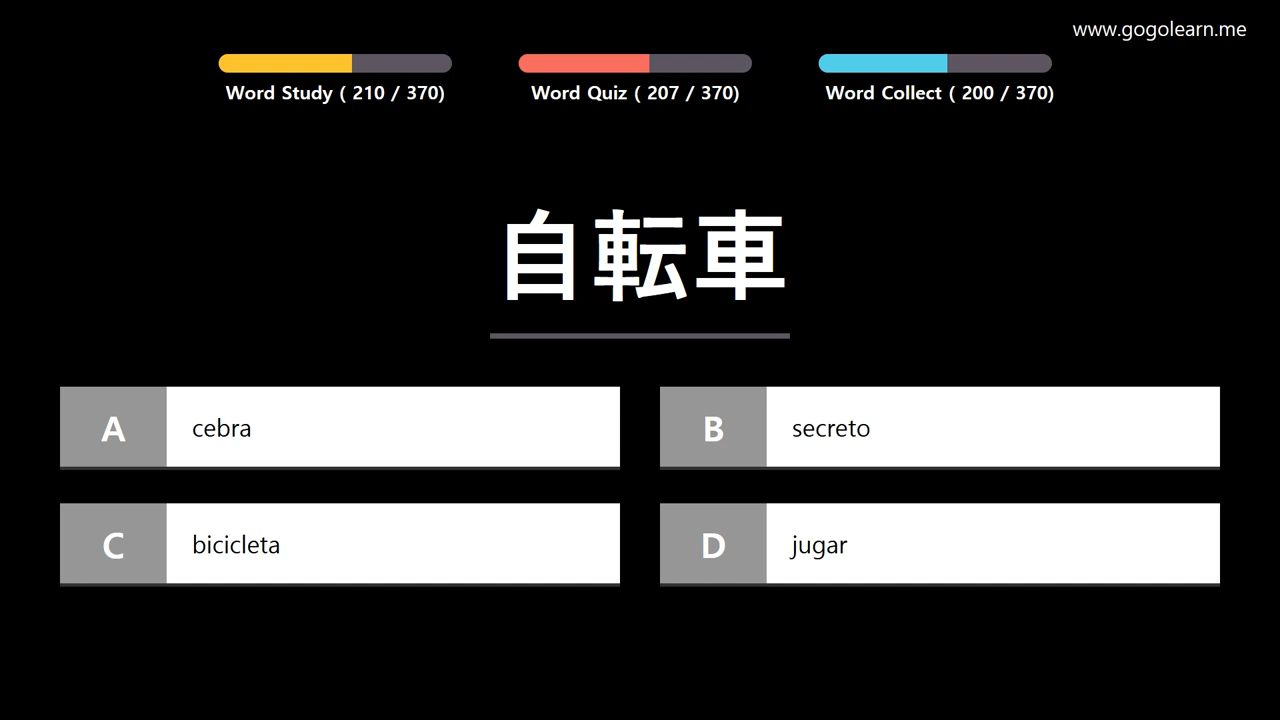 www.gogolearn.me
Word Study ( 210 / 370)
Word Quiz ( 207 / 370)
Word Collect ( 200 / 370)
自転車
A cebra
B secreto
C bicicleta
D jugar